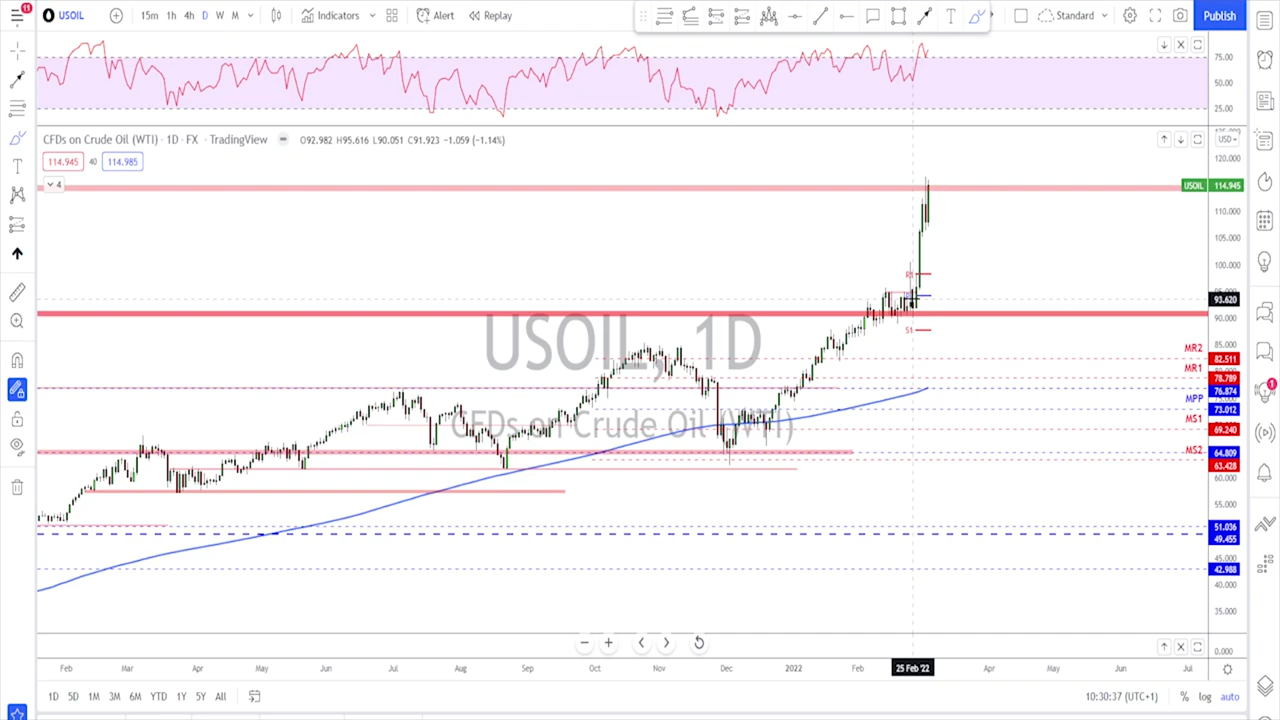 11
USOIL
15m 1h 4h D W M
Indicators
Alert
Replay
Standard
Publish
75.00
50.00
25.00
CFDs on Crude Oil (WTI) · 1D · FX · TradingView
O92.982 H95.616 L90.051 C91.923 −1.059 (−1.14%)
USD
114.945 40 114.985
120.000
4
USOIL 114.945
110.000
105.000
100.000
R1
93.620
90.000
S1
USOIL, 1D
CFDs on Crude Oil (WTI)
85.000
MR2
82.511
MR1
78.789
76.874
MPP
73.012
MS1
69.240
MS2
64.809
63.428
60.000
55.000
51.036
49.455
45.000
42.988
40.000
35.000
0.000
1
Feb Mar Apr May Jun Jul Aug Sep Oct Nov Dec 2022 Feb 25 Feb '22 Apr May Jun Jul
1D 5D 1M 3M 6M YTD 1Y 5Y All
10:30:37 (UTC+1)
% log auto